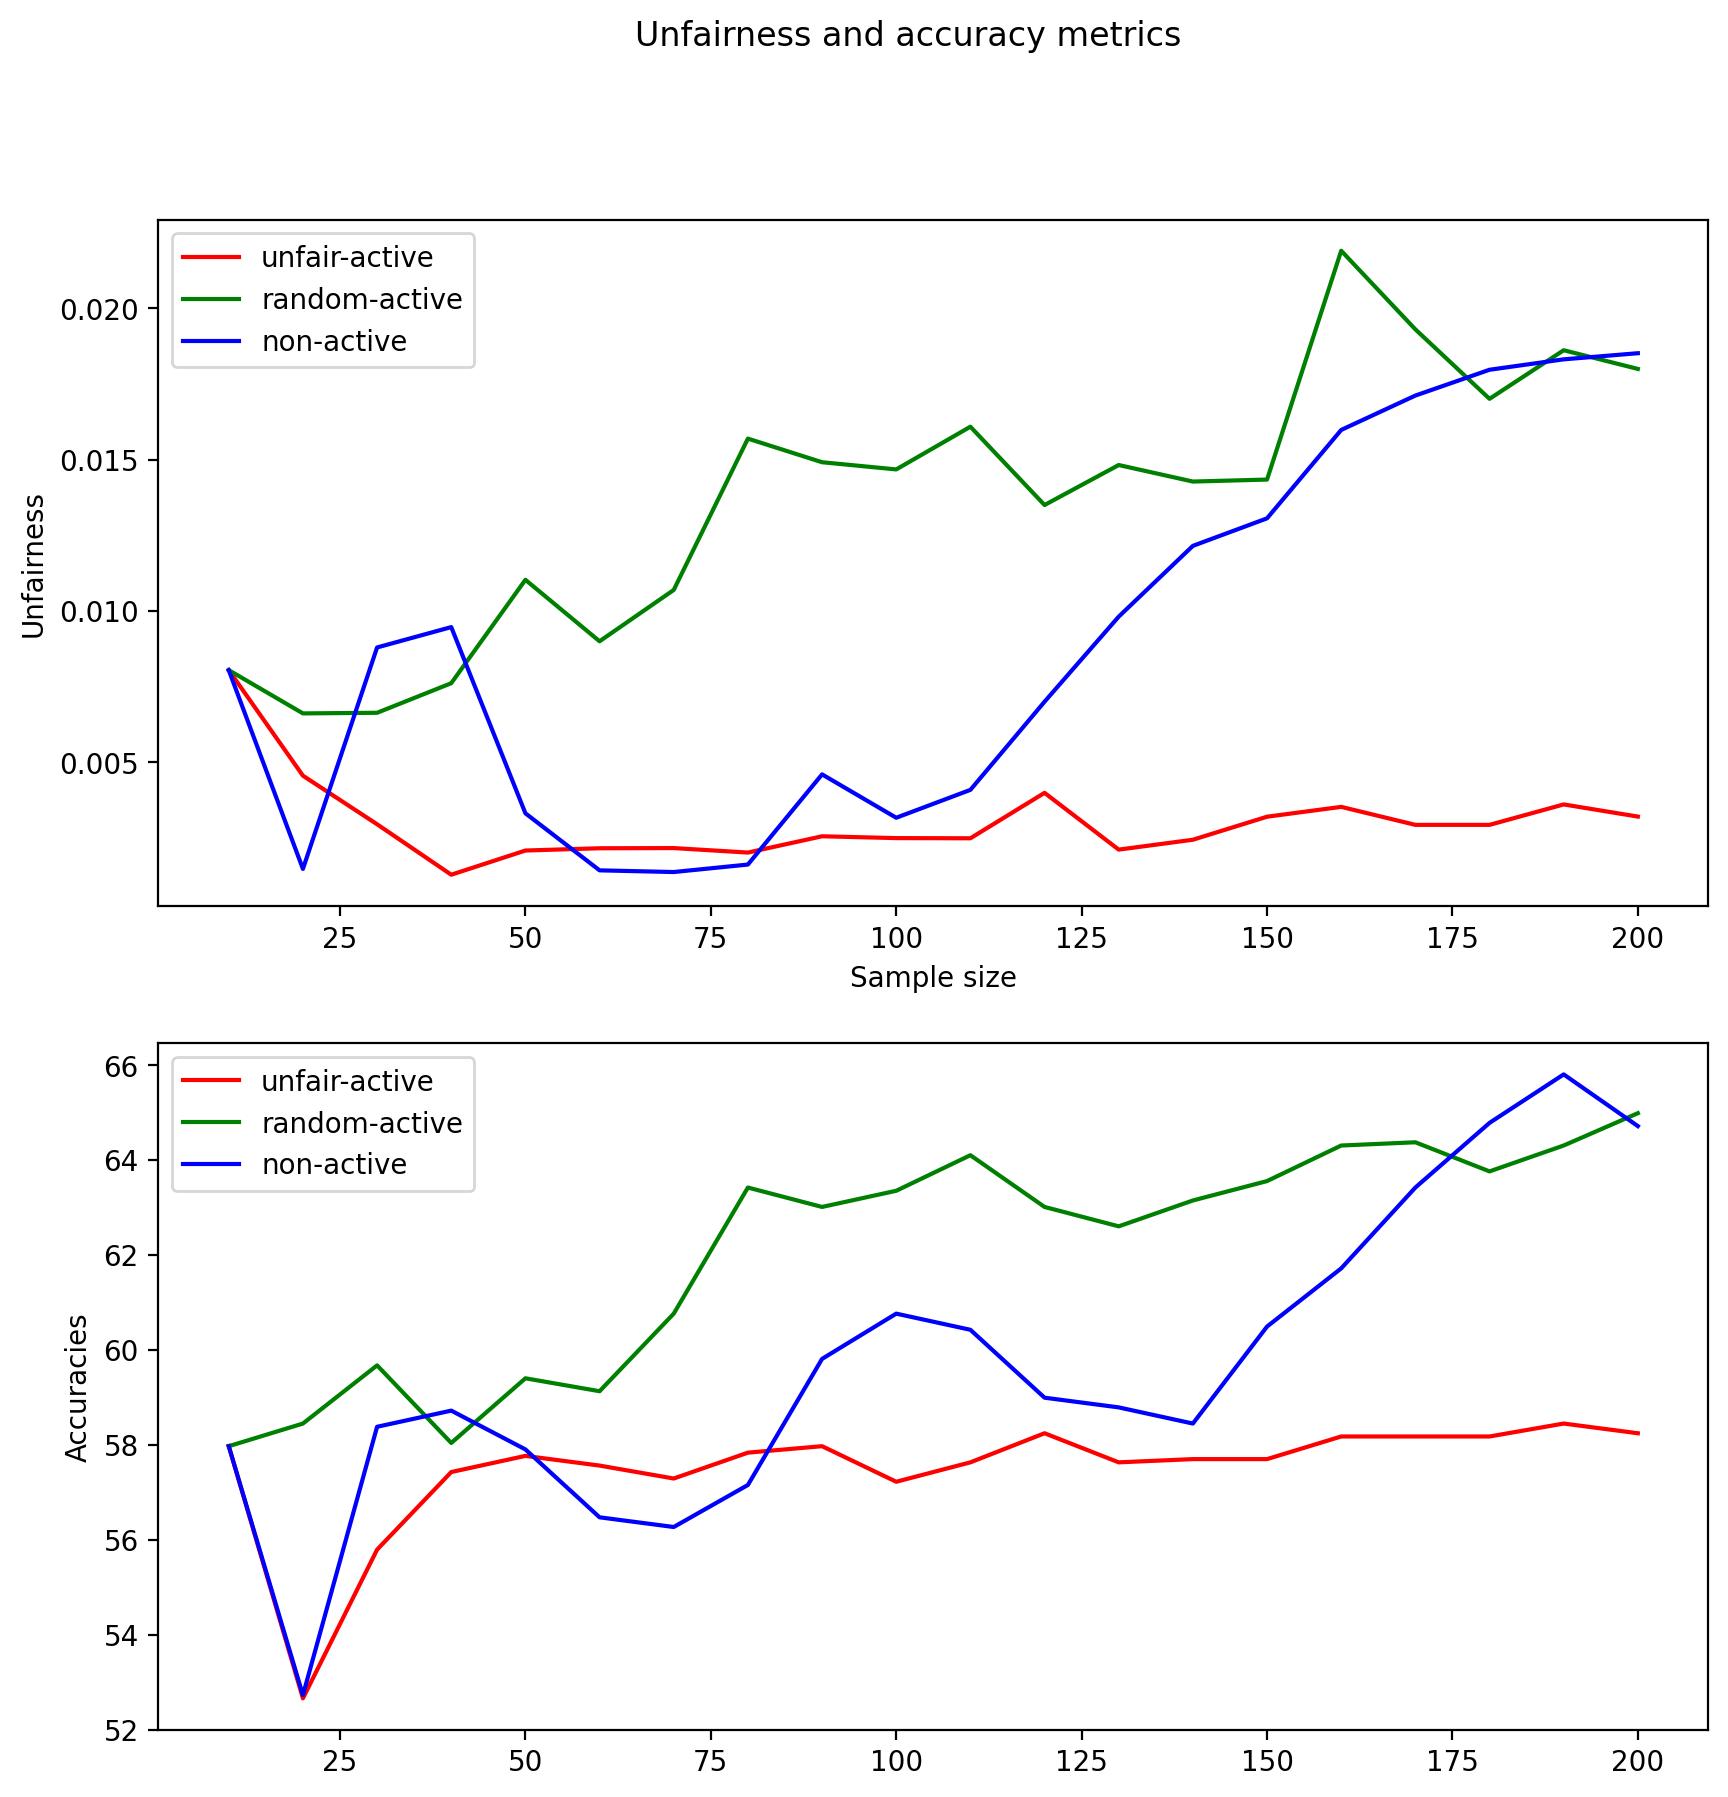 Unfairness and accuracy metrics
unfair-active
random-active
non-active
0.020
0.015
0.010
0.005
Unfairness
25 50 75 100 125 150 175 200
Sample size
unfair-active
random-active
non-active
66
64
62
60
58
56
54
52
Accuracies
25 50 75 100 125 150 175 200